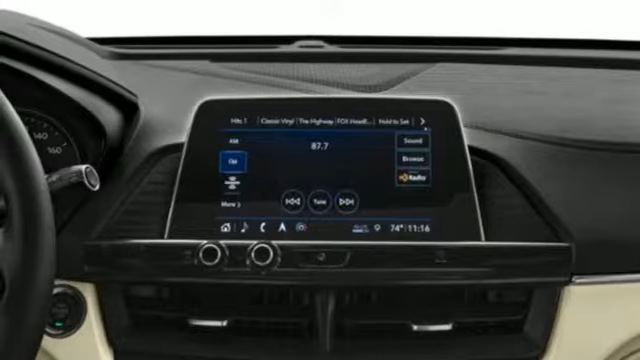 Hits 1 Classic Vinyl The Highway FOX Headl... Hold to Set
AM
Sound
87.7
FM
Browse
HD Radio
More
Tune
74° 11:16
140
160